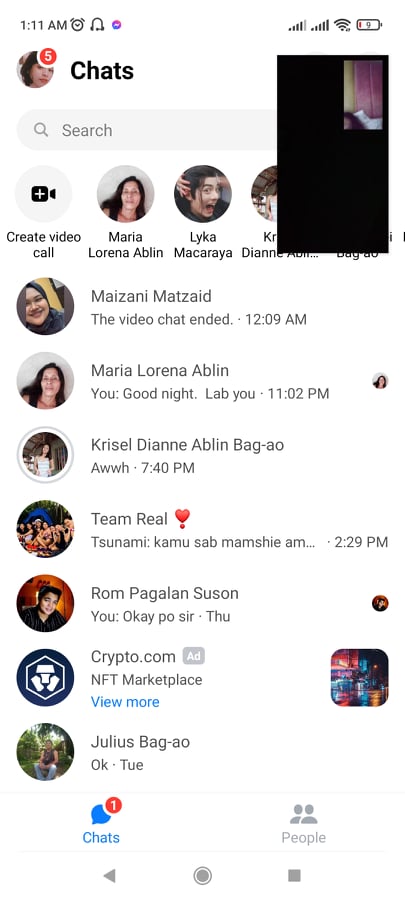 1:11 AM
9
5
Chats
Search
Create video
call
Maria
Lorena Ablin
Lyka
Macaraya
Kr
Dianne Abli...
Bag-ao
Maizani Matzaid
The video chat ended. · 12:09 AM
Maria Lorena Ablin
You: Good night. Lab you · 11:02 PM
Krisel Dianne Ablin Bag-ao
Awwh · 7:40 PM
Team Real ❣️
Tsunami: kamu sab mamshie am... · 2:29 PM
Rom Pagalan Suson
You: Okay po sir · Thu
Crypto.com Ad
NFT Marketplace
View more
Julius Bag-ao
Ok · Tue
1
Chats
People